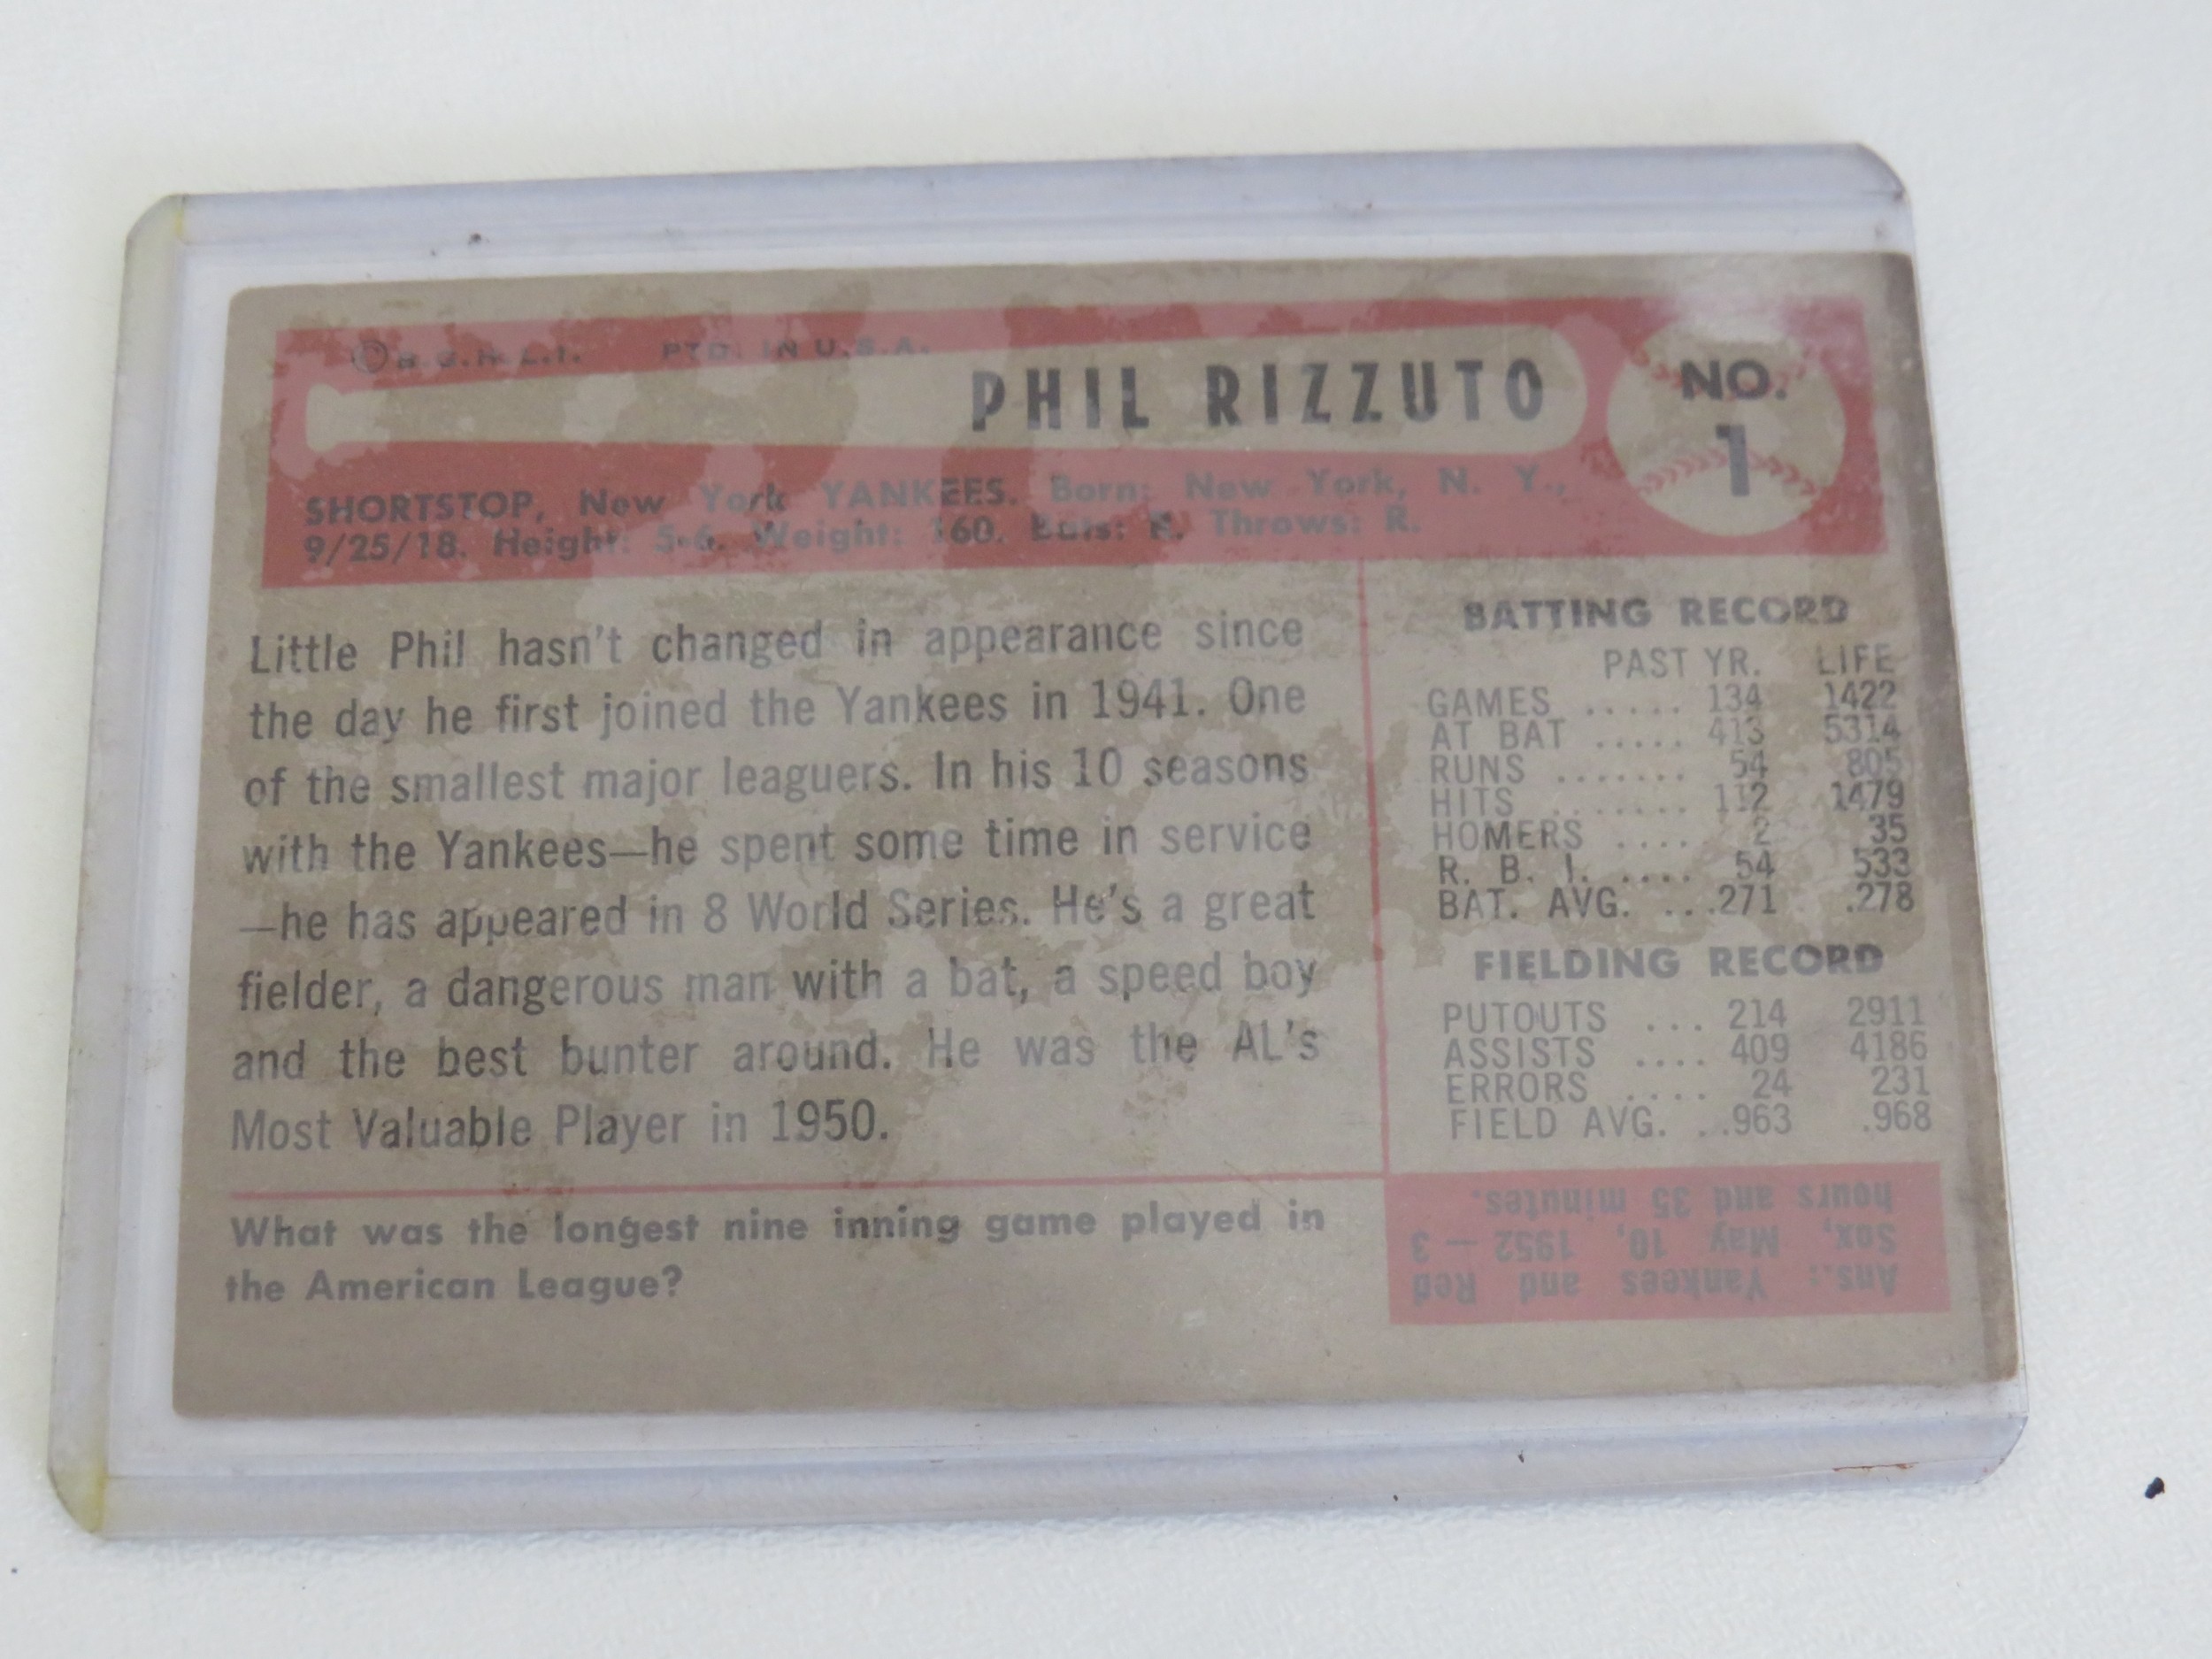 © B.G.H.L.I. PTD. IN U.S.A.
PHIL RIZZUTO
NO.
1
SHORTSTOP, New York YANKEES. Born: New York, N. Y.,
9/25/18. Height: 5-6. Weight: 160. Bats: R. Throws: R.
Little Phil hasn't changed in appearance since
the day he first joined the Yankees in 1941. One
of the smallest major leaguers. In his 10 seasons
with the Yankees—he spent some time in service
—he has appeared in 8 World Series. He's a great
fielder, a dangerous man with a bat, a speed boy
and the best bunter around. He was the AL's
Most Valuable Player in 1950.
What was the longest nine inning game played in
the American League?
BATTING RECORD
PAST YR. LIFE
GAMES ..... 134 1422
AT BAT ..... 413 5314
RUNS ....... 54 805
HITS ........ 112 1479
HOMERS .... 2 35
R. B. I. .... 54 533
BAT. AVG. ...271 .278
FIELDING RECORD
PUTOUTS ... 214 2911
ASSISTS .... 409 4186
ERRORS .... 24 231
FIELD AVG. ..963 .968
Ans.: Yankees and Red
Sox, May 10, 1952 — 3
hours and 35 minutes.